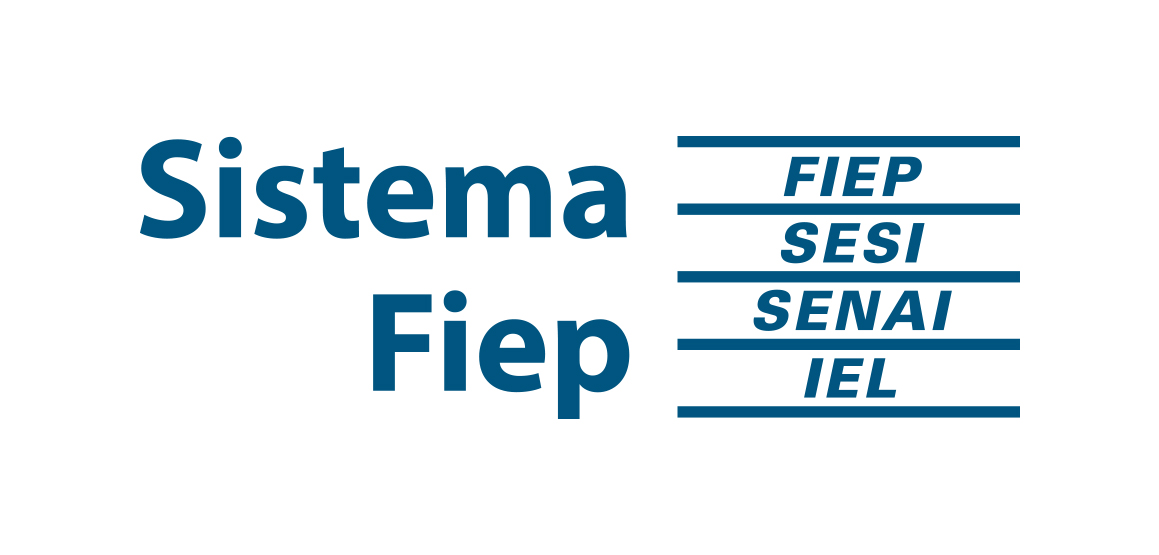 Sistema
Fiep
FIEP
SESI
SENAI
IEL